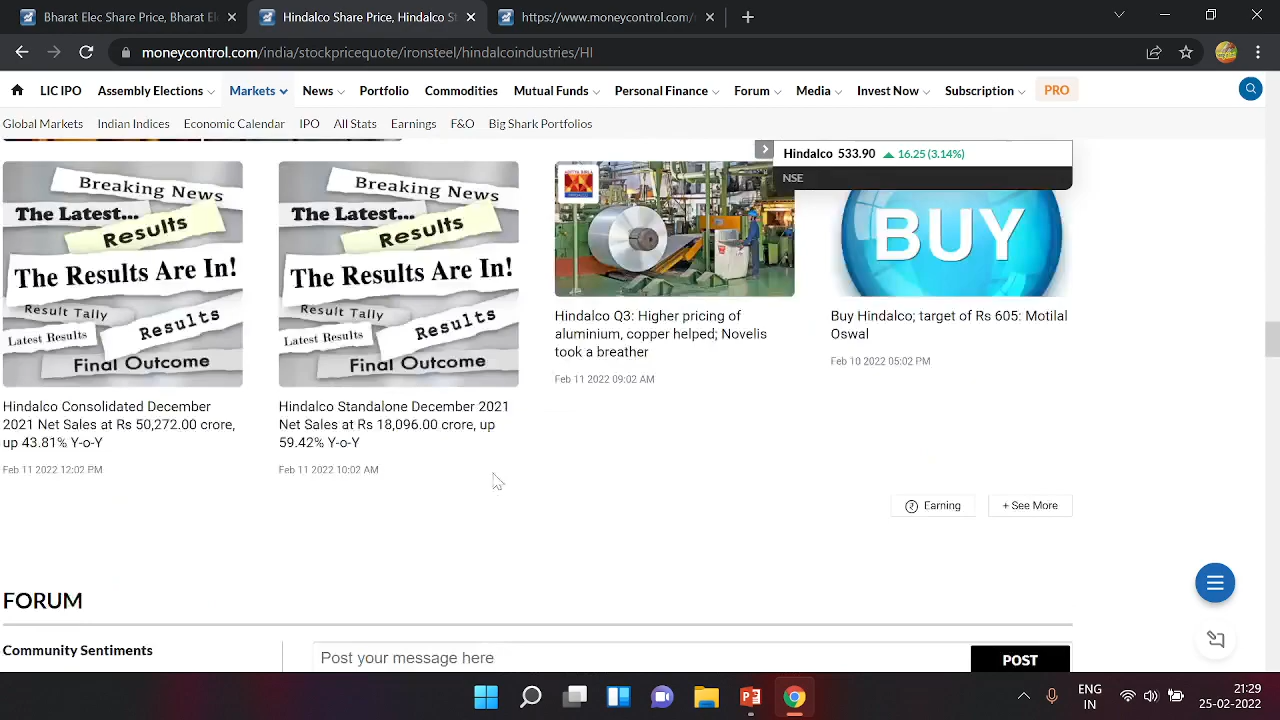 Bharat Elec Share Price, Bharat El
Hindalco Share Price, Hindalco St
https://www.moneycontrol.com/
moneycontrol.com/india/stockpricequote/ironsteel/hindalcoindustries/HI
LIC IPO Assembly Elections Markets News Portfolio Commodities Mutual Funds Personal Finance Forum Media Invest Now Subscription PRO
Global Markets Indian Indices Economic Calendar IPO All Stats Earnings F&O Big Shark Portfolios
Hindalco 533.90 16.25 (3.14%)
NSE
Breaking News
The Latest...
Results
The Results Are In!
Result Tally
Latest Results
Results
Final Outcome
Hindalco Consolidated December
2021 Net Sales at Rs 50,272.00 crore,
up 43.81% Y-o-Y
Feb 11 2022 12:02 PM
Breaking News
The Latest...
Results
The Results Are In!
Result Tally
Latest Results
Results
Final Outcome
Hindalco Standalone December 2021
Net Sales at Rs 18,096.00 crore, up
59.42% Y-o-Y
Feb 11 2022 10:02 AM
Hindalco Q3: Higher pricing of
aluminium, copper helped; Novelis
took a breather
Feb 11 2022 09:02 AM
BUY
Buy Hindalco; target of Rs 605: Motilal
Oswal
Feb 10 2022 05:02 PM
Earning
+ See More
FORUM
Community Sentiments
Post your message here
POST
ENG
IN
21:29
25-02-2022